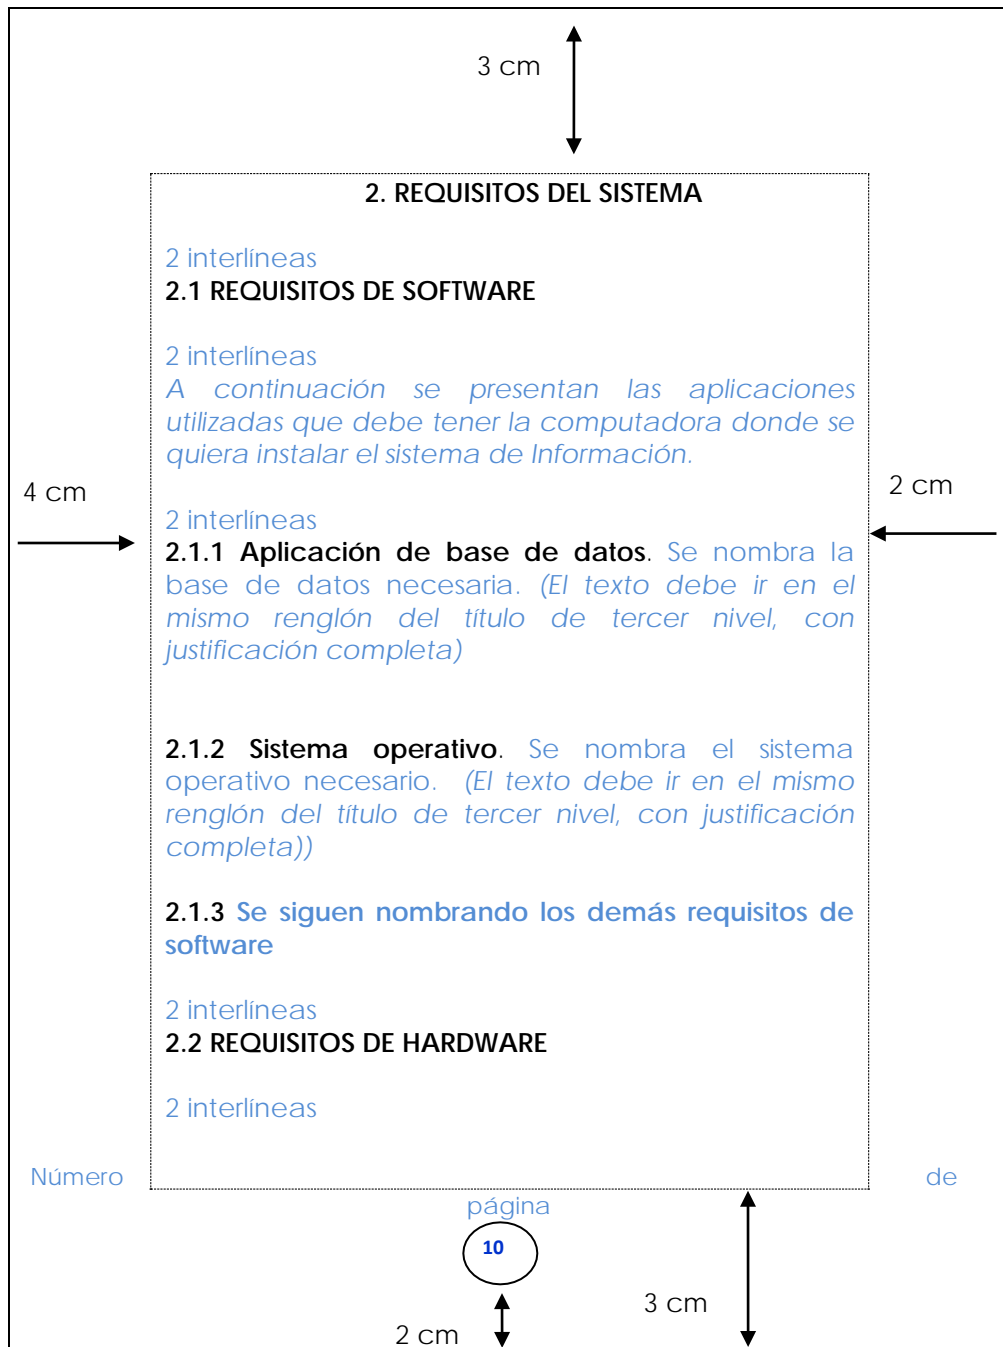 3 cm
2. REQUISITOS DEL SISTEMA
2 interlíneas
2.1 REQUISITOS DE SOFTWARE
2 interlíneas
A continuación se presentan las aplicaciones
utilizadas que debe tener la computadora donde se
quiera instalar el sistema de Información.
4 cm
2 cm
2 interlíneas
2.1.1 Aplicación de base de datos. Se nombra la
base de datos necesaria. (El texto debe ir en el
mismo renglón del título de tercer nivel, con
justificación completa)
2.1.2 Sistema operativo. Se nombra el sistema
operativo necesario. (El texto debe ir en el mismo
renglón del título de tercer nivel, con justificación
completa))
2.1.3 Se siguen nombrando los demás requisitos de
software
2 interlíneas
2.2 REQUISITOS DE HARDWARE
2 interlíneas
Número de
página
10
3 cm
2 cm